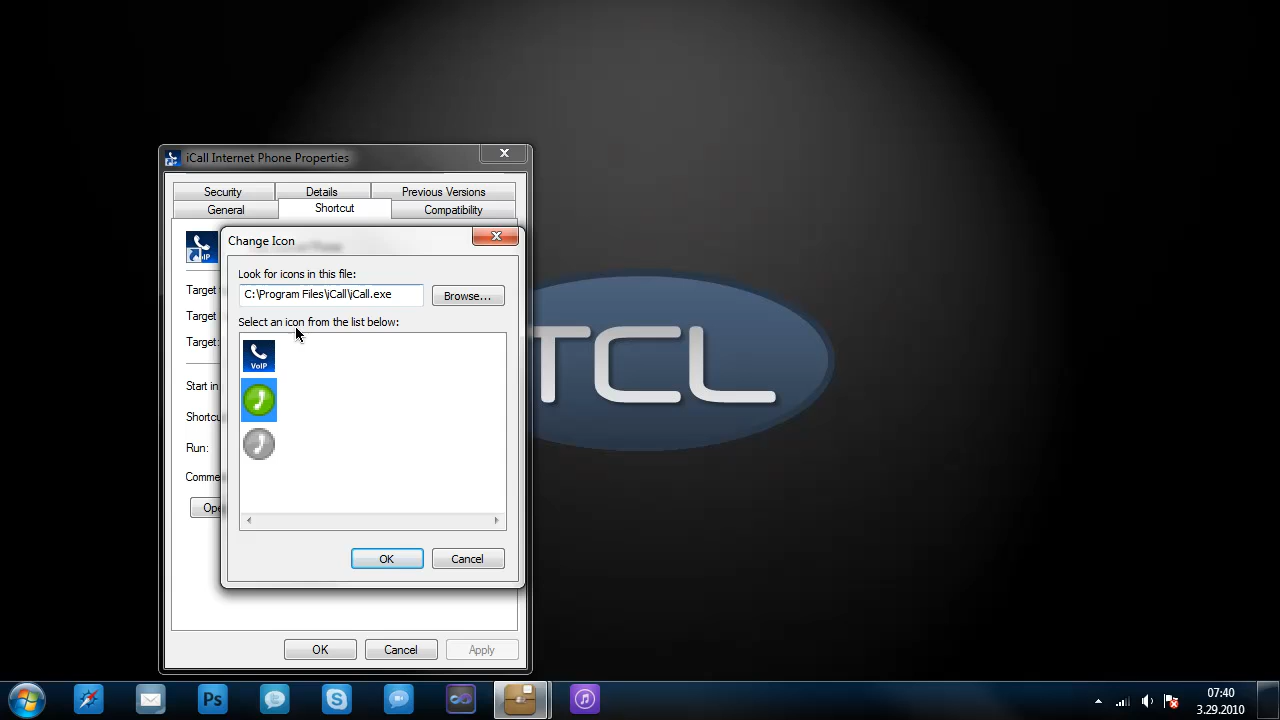 iCall Internet Phone Properties
Security
Details
Previous Versions
General
Shortcut
Compatibility
Change Icon
Look for icons in this file:
C:\Program Files\iCall\iCall.exe
Browse...
Select an icon from the list below:
VoIP
Target
Target
Target:
Start in
Shortcu
Run:
Comme
Ope
OK
Cancel
OK
Cancel
Apply
TCL
Ps
07:40
3.29.2010